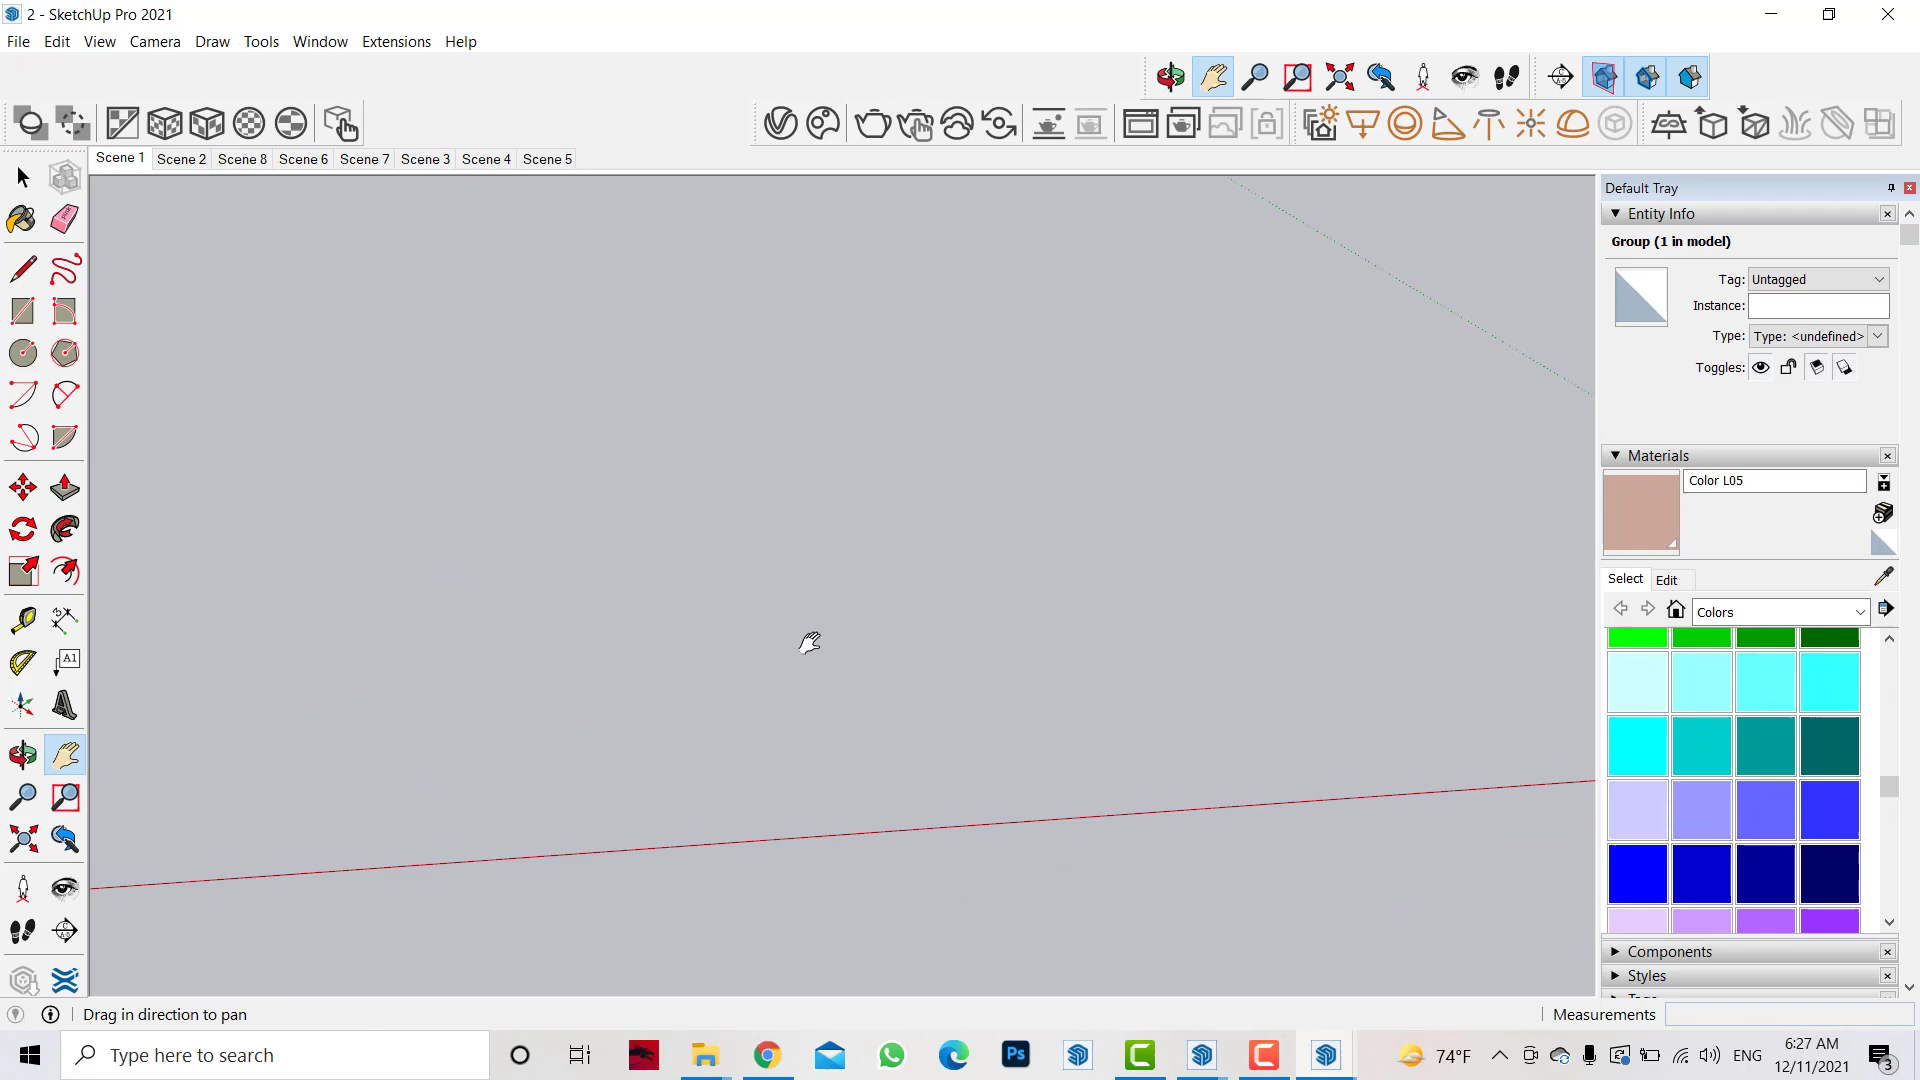 2 - SketchUp Pro 2021
File Edit View Camera Draw Tools Window Extensions Help
Scene 1 Scene 2 Scene 8 Scene 6 Scene 7 Scene 3 Scene 4 Scene 5
Default Tray
Entity Info
Group (1 in model)
Tag: Untagged
Instance:
Type: Type: <undefined>
Toggles:
Materials
Color L05
Select Edit
Colors
A1
Components
Styles
Drag in direction to pan
Measurements
Type here to search
Ps
74°F
ENG
6:27 AM
12/11/2021
3